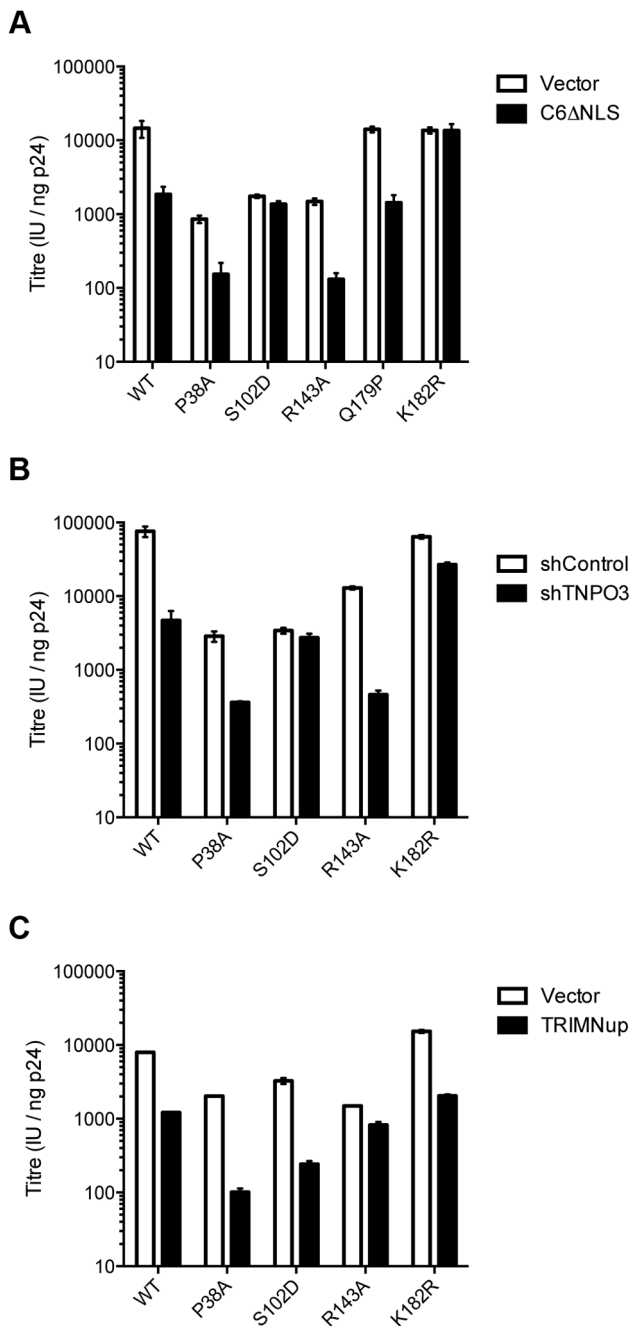 A
100000
10000
1000
100
10
Titre (IU / ng p24)
Vector
C6ΔNLS
WT
P38A
S102D
R143A
Q179P
K182R
B
100000
10000
1000
100
10
Titre (IU / ng p24)
shControl
shTNPO3
WT
P38A
S102D
R143A
K182R
C
100000
10000
1000
100
10
Titre (IU / ng p24)
Vector
TRIMNup
WT
P38A
S102D
R143A
K182R